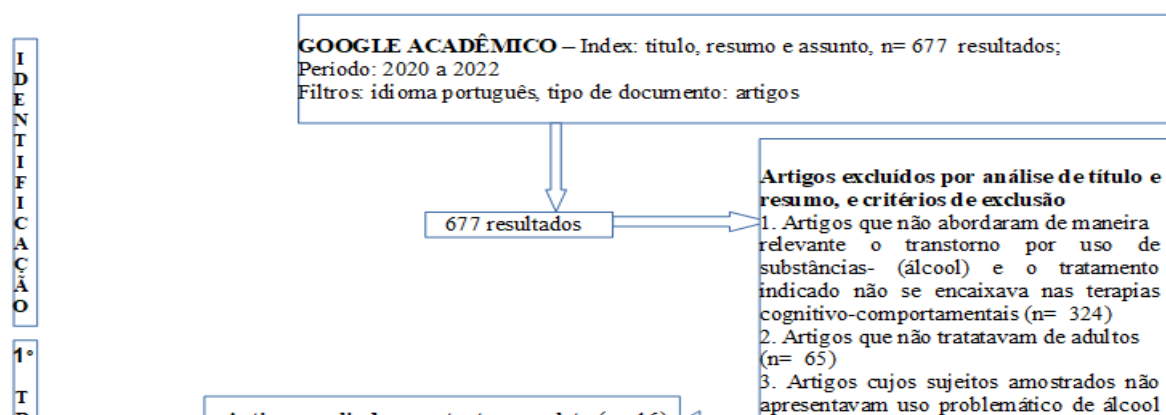 I
D
E
N
T
I
F
I
C
A
Ç
Ã
O
GOOGLE ACADÊMICO – Index: titulo, resumo e assunto, n= 677 resultados;
Periodo: 2020 a 2022
Filtros: idioma português, tipo de documento: artigos
677 resultados
Artigos excluídos por análise de título e
resumo, e critérios de exclusão
1. Artigos que não abordaram de maneira
relevante o transtorno por uso de
substâncias- (álcool) e o tratamento
indicado não se encaixava nas terapias
cognitivo-comportamentais (n= 324)
2. Artigos que não tratatavam de adultos
(n= 65)
3. Artigos cujos sujeitos amostrados não
apresentavam uso problemático de álcool
1°
T